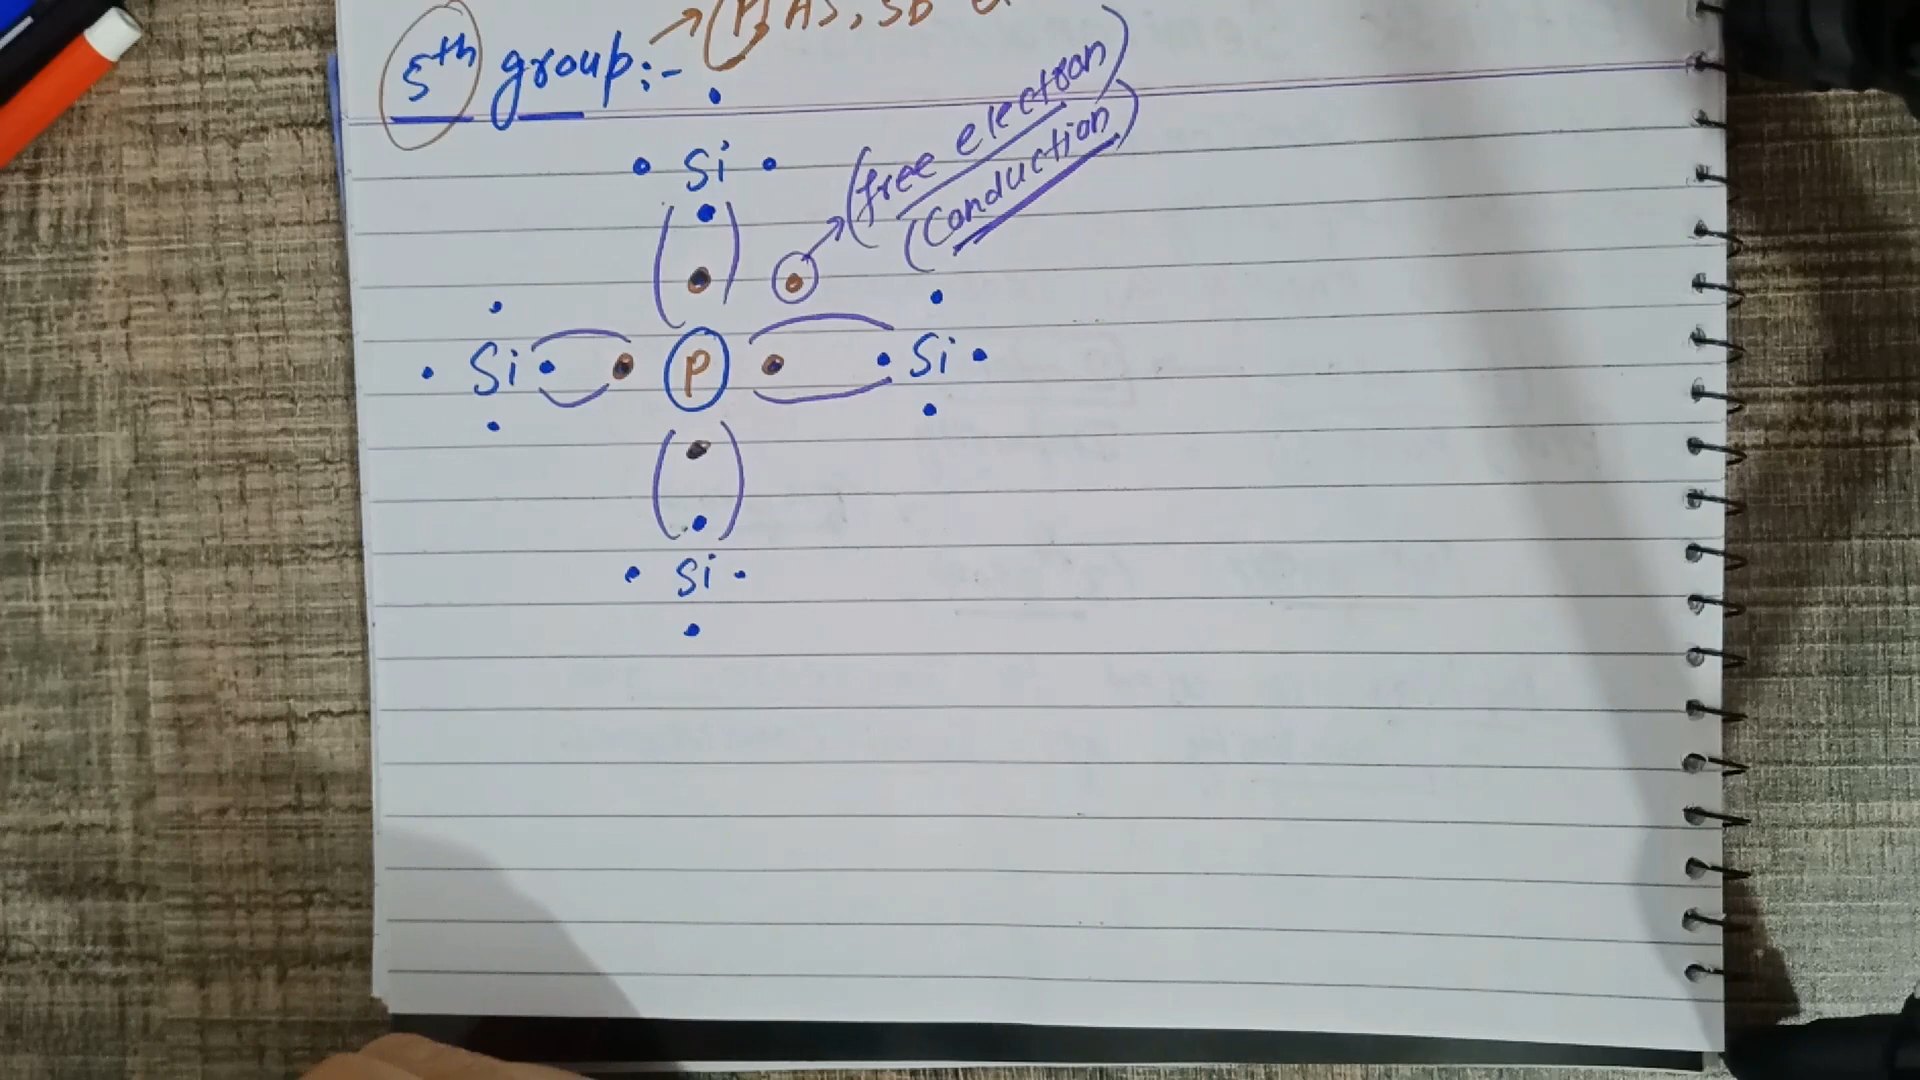 5th group:- → P, As, Sb
Si
(free electron)
(conduction)
Si P Si
Si